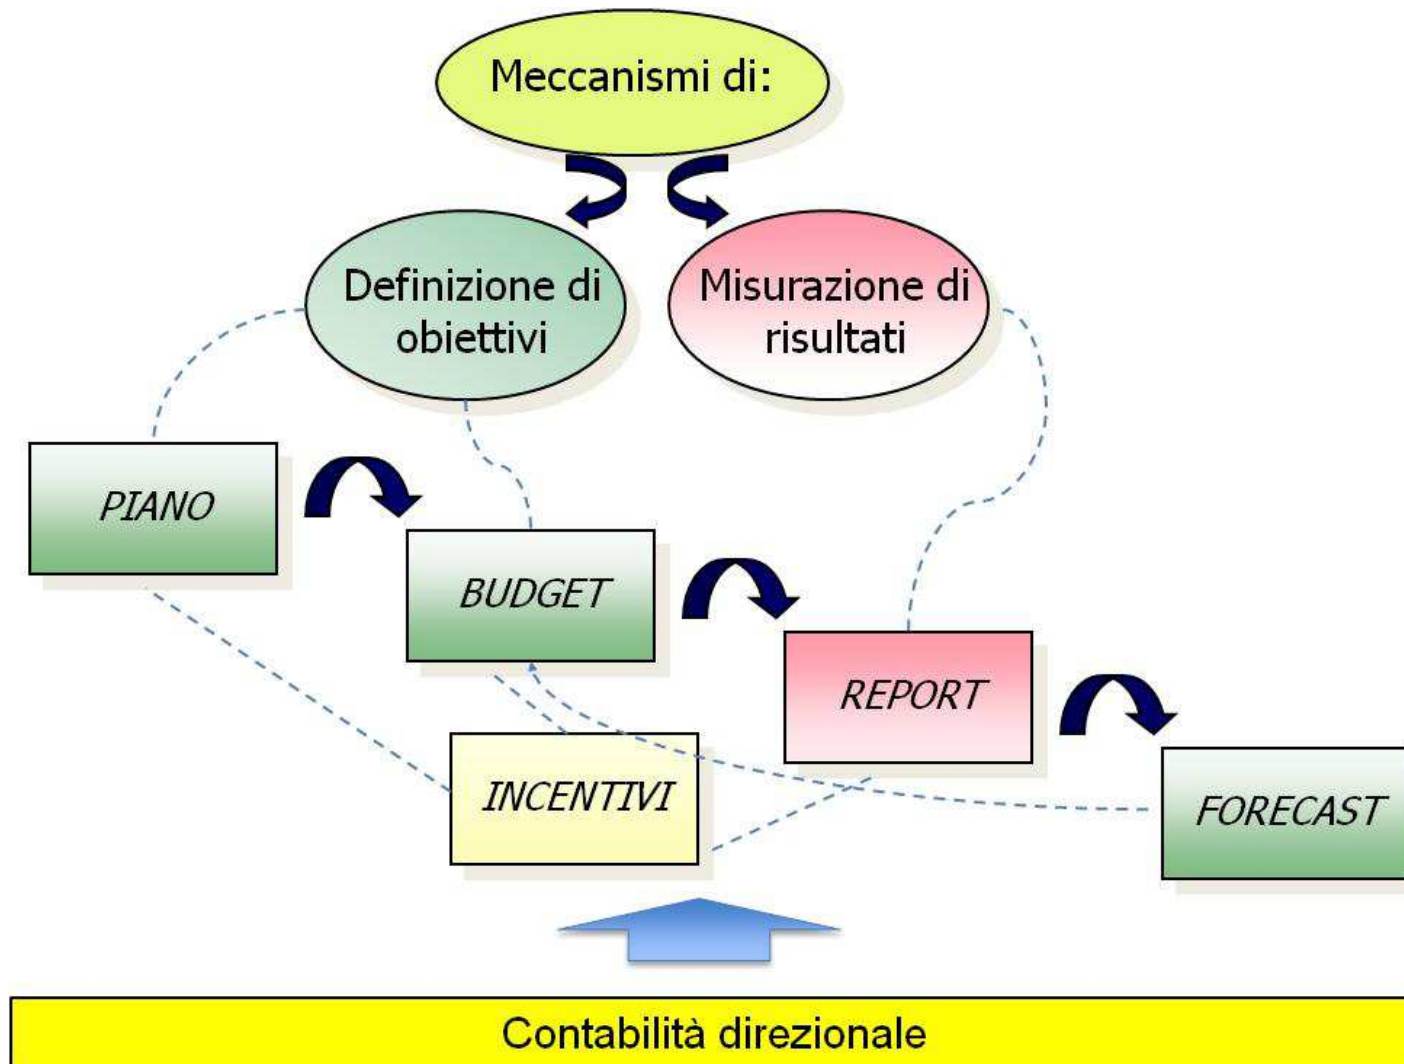 Meccanismi di:
Definizione di
obiettivi
Misurazione di
risultati
PIANO
BUDGET
REPORT
INCENTIVI
FORECAST
Contabilità direzionale